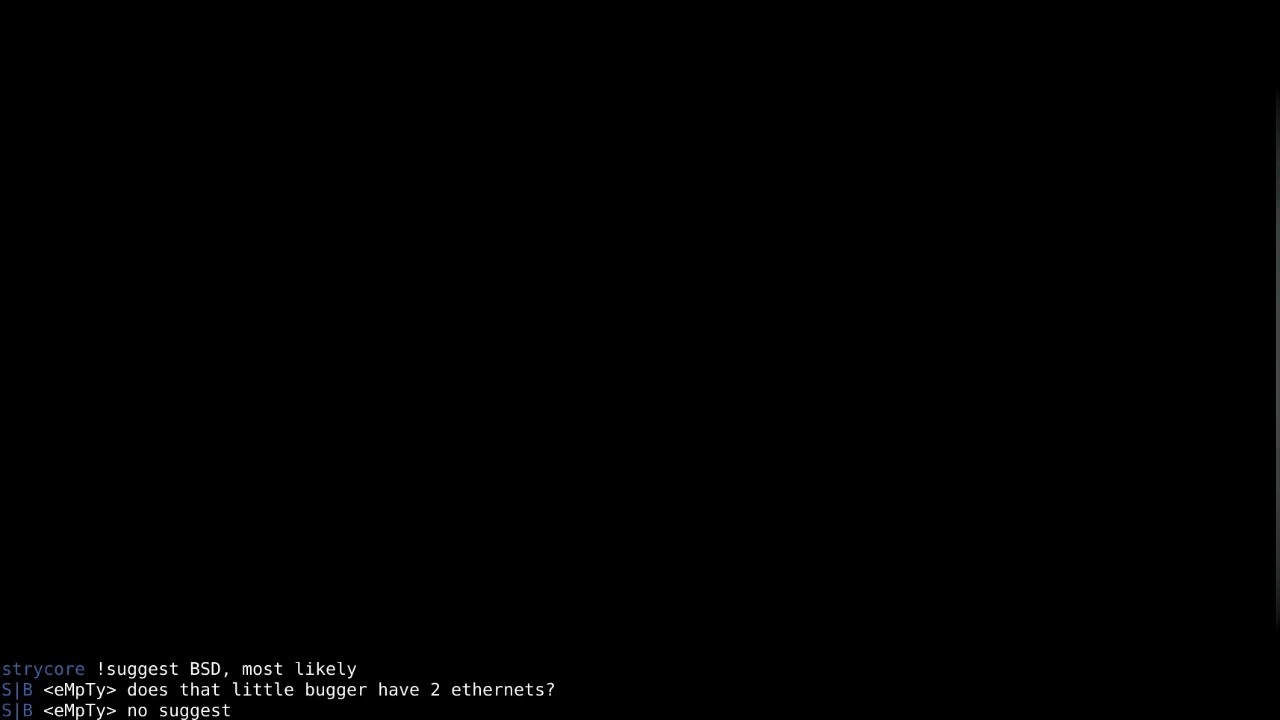 strycore !suggest BSD, most likely
S|B <eMpTy> does that little bugger have 2 ethernets?
S|B <eMpTy> no suggest